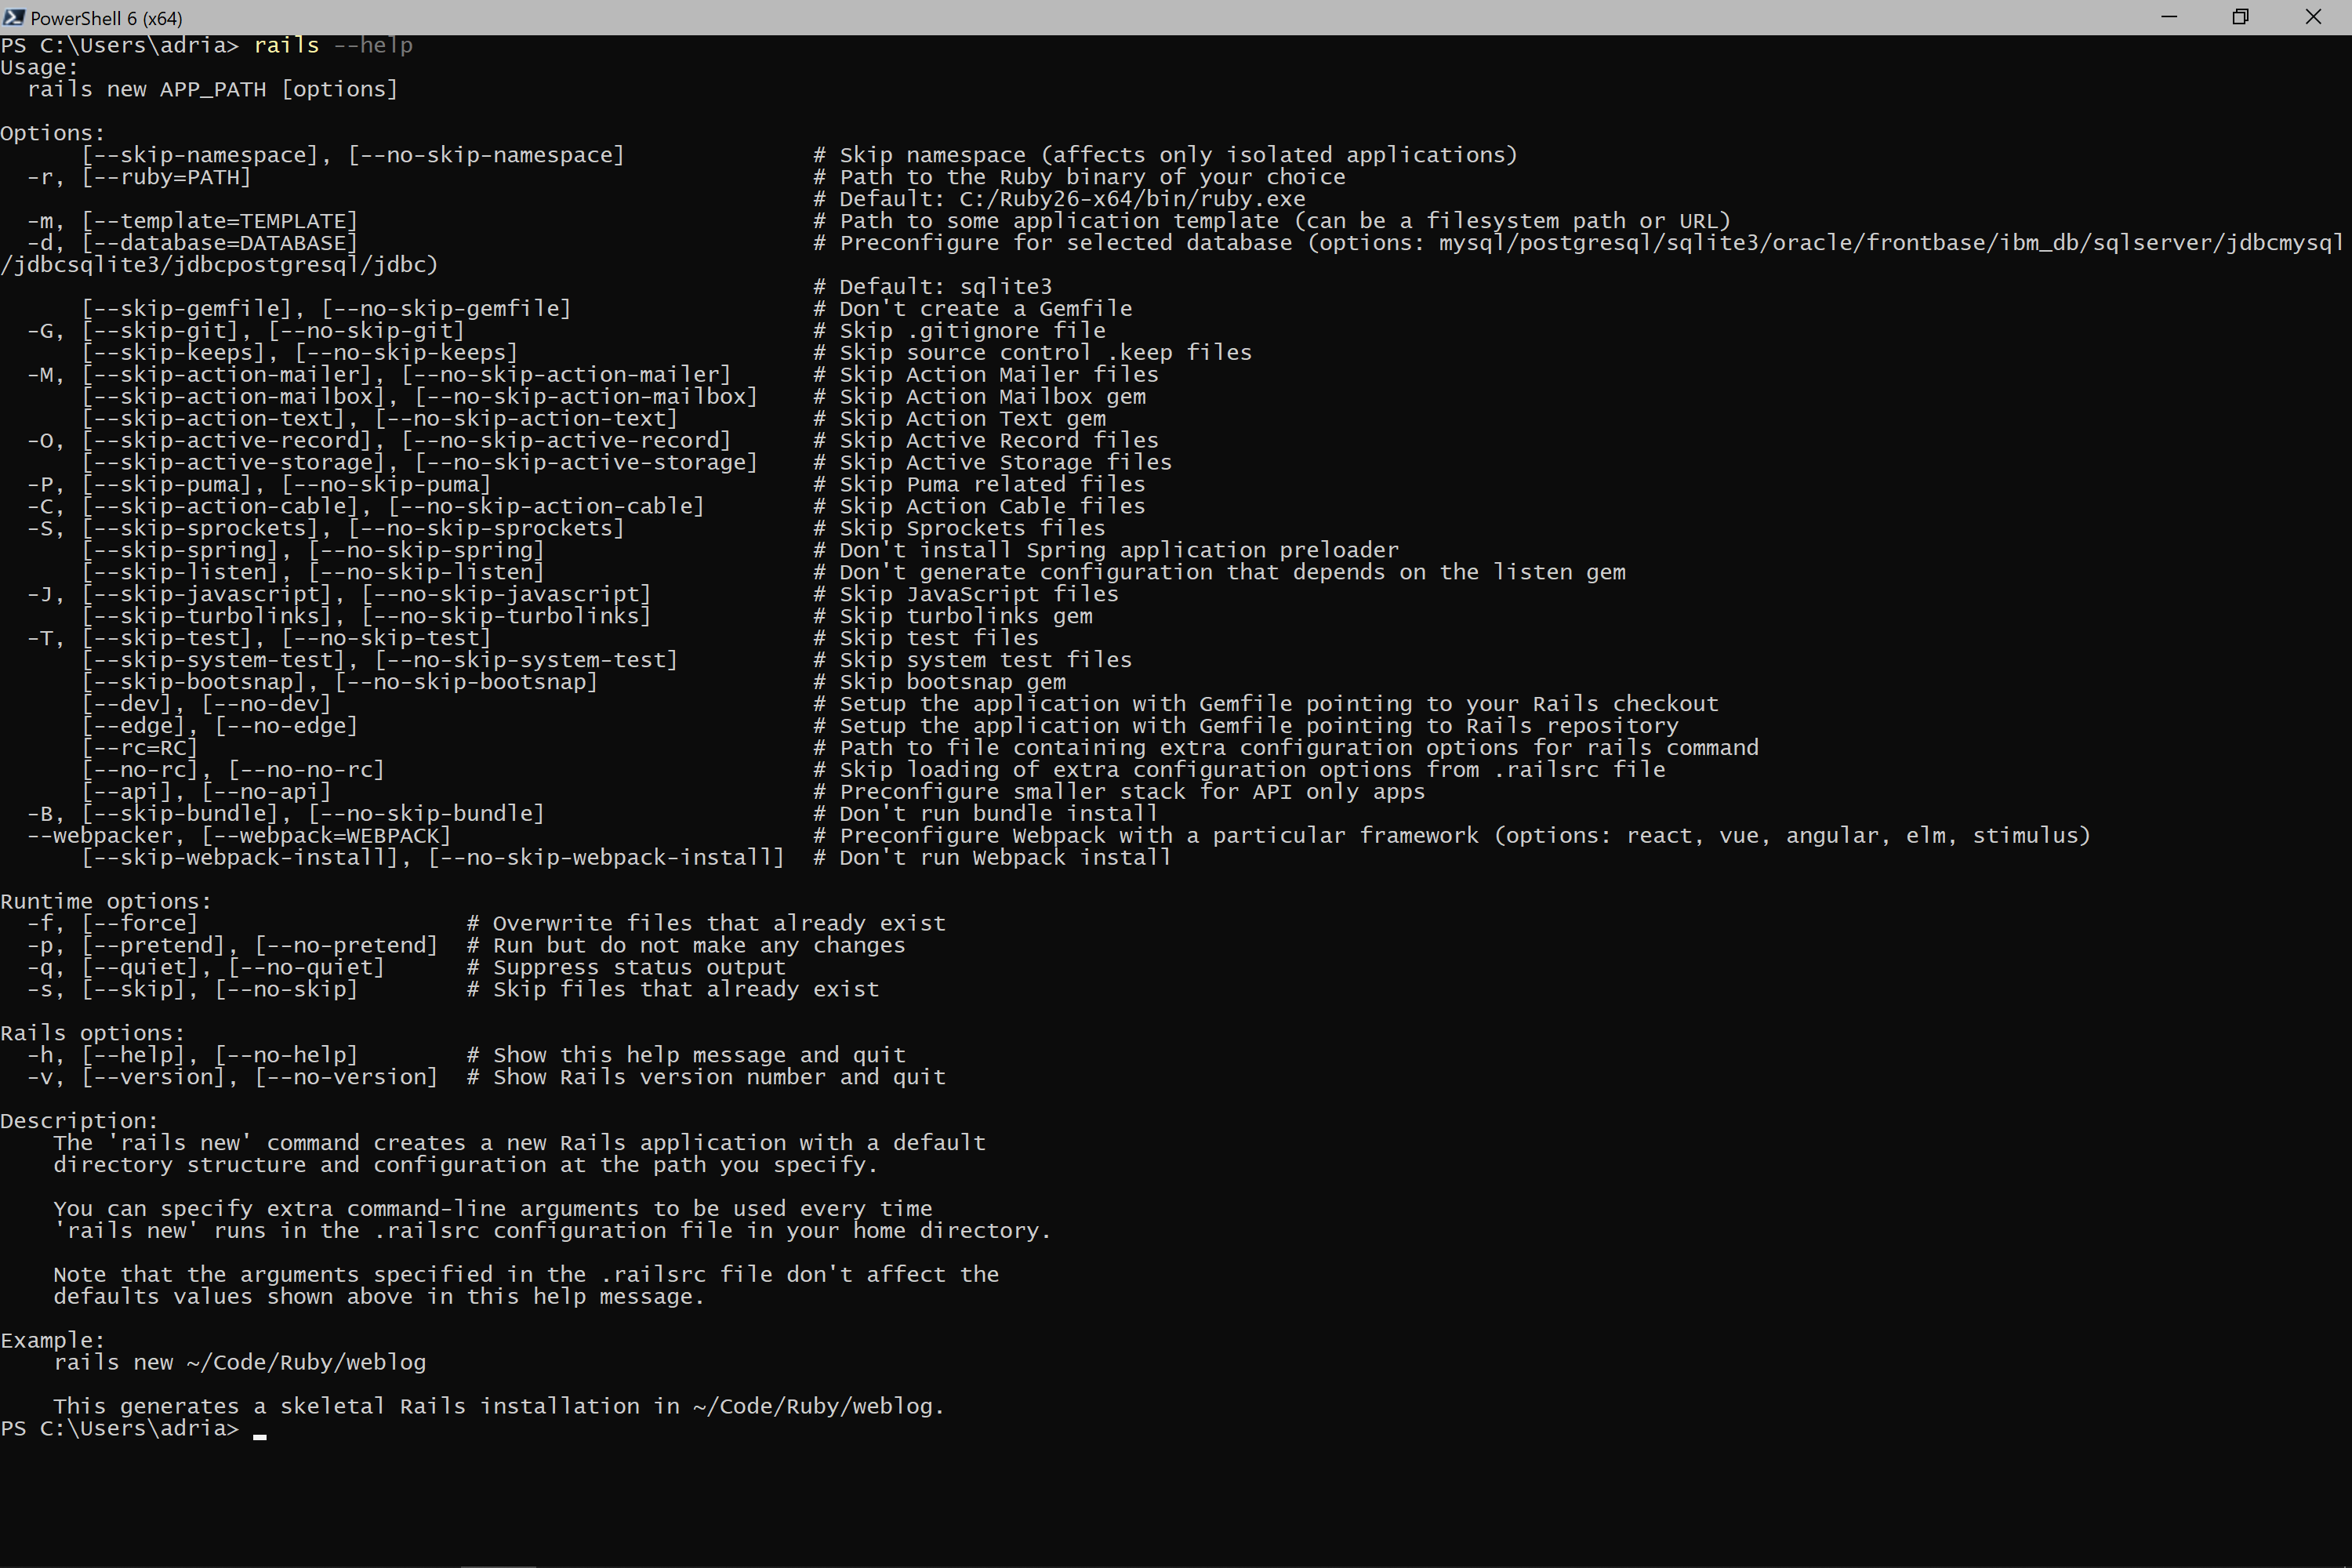 PowerShell 6 (x64)
PS C:\Users\adria> rails --help
Usage:
  rails new APP_PATH [options]

Options:
      [--skip-namespace], [--no-skip-namespace]              # Skip namespace (affects only isolated applications)
  -r, [--ruby=PATH]                                          # Path to the Ruby binary of your choice
                                                             # Default: C:/Ruby26-x64/bin/ruby.exe
  -m, [--template=TEMPLATE]                                  # Path to some application template (can be a filesystem path or URL)
  -d, [--database=DATABASE]                                  # Preconfigure for selected database (options: mysql/postgresql/sqlite3/oracle/frontbase/ibm_db/sqlserver/jdbcmysql
/jdbcsqlite3/jdbcpostgresql/jdbc)
                                                             # Default: sqlite3
      [--skip-gemfile], [--no-skip-gemfile]                  # Don't create a Gemfile
  -G, [--skip-git], [--no-skip-git]                          # Skip .gitignore file
      [--skip-keeps], [--no-skip-keeps]                      # Skip source control .keep files
  -M, [--skip-action-mailer], [--no-skip-action-mailer]      # Skip Action Mailer files
      [--skip-action-mailbox], [--no-skip-action-mailbox]    # Skip Action Mailbox gem
      [--skip-action-text], [--no-skip-action-text]          # Skip Action Text gem
  -O, [--skip-active-record], [--no-skip-active-record]      # Skip Active Record files
      [--skip-active-storage], [--no-skip-active-storage]    # Skip Active Storage files
  -P, [--skip-puma], [--no-skip-puma]                        # Skip Puma related files
  -C, [--skip-action-cable], [--no-skip-action-cable]        # Skip Action Cable files
  -S, [--skip-sprockets], [--no-skip-sprockets]              # Skip Sprockets files
      [--skip-spring], [--no-skip-spring]                    # Don't install Spring application preloader
      [--skip-listen], [--no-skip-listen]                    # Don't generate configuration that depends on the listen gem
  -J, [--skip-javascript], [--no-skip-javascript]            # Skip JavaScript files
      [--skip-turbolinks], [--no-skip-turbolinks]            # Skip turbolinks gem
  -T, [--skip-test], [--no-skip-test]                        # Skip test files
      [--skip-system-test], [--no-skip-system-test]          # Skip system test files
      [--skip-bootsnap], [--no-skip-bootsnap]                # Skip bootsnap gem
      [--dev], [--no-dev]                                    # Setup the application with Gemfile pointing to your Rails checkout
      [--edge], [--no-edge]                                  # Setup the application with Gemfile pointing to Rails repository
      [--rc=RC]                                              # Path to file containing extra configuration options for rails command
      [--no-rc], [--no-no-rc]                                # Skip loading of extra configuration options from .railsrc file
      [--api], [--no-api]                                    # Preconfigure smaller stack for API only apps
  -B, [--skip-bundle], [--no-skip-bundle]                    # Don't run bundle install
  --webpacker, [--webpack=WEBPACK]                           # Preconfigure Webpack with a particular framework (options: react, vue, angular, elm, stimulus)
      [--skip-webpack-install], [--no-skip-webpack-install]  # Don't run Webpack install

Runtime options:
  -f, [--force]                    # Overwrite files that already exist
  -p, [--pretend], [--no-pretend]  # Run but do not make any changes
  -q, [--quiet], [--no-quiet]      # Suppress status output
  -s, [--skip], [--no-skip]        # Skip files that already exist

Rails options:
  -h, [--help], [--no-help]        # Show this help message and quit
  -v, [--version], [--no-version]  # Show Rails version number and quit

Description:
    The 'rails new' command creates a new Rails application with a default
    directory structure and configuration at the path you specify.

    You can specify extra command-line arguments to be used every time
    'rails new' runs in the .railsrc configuration file in your home directory.

    Note that the arguments specified in the .railsrc file don't affect the
    defaults values shown above in this help message.

Example:
    rails new ~/Code/Ruby/weblog

    This generates a skeletal Rails installation in ~/Code/Ruby/weblog.
PS C:\Users\adria>